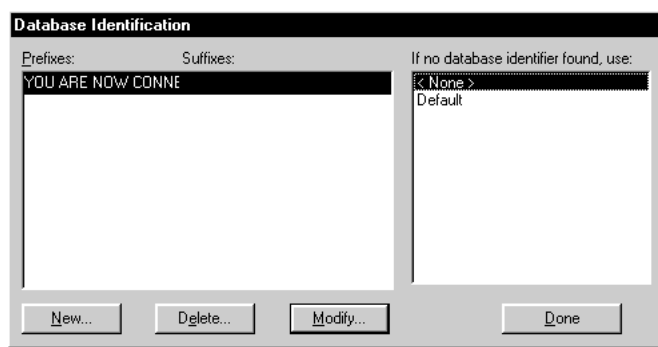 Database Identification
Prefixes: Suffixes: If no database identifier found, use:
YOU ARE NOW CONNE < None >
Default
New... Delete... Modify... Done